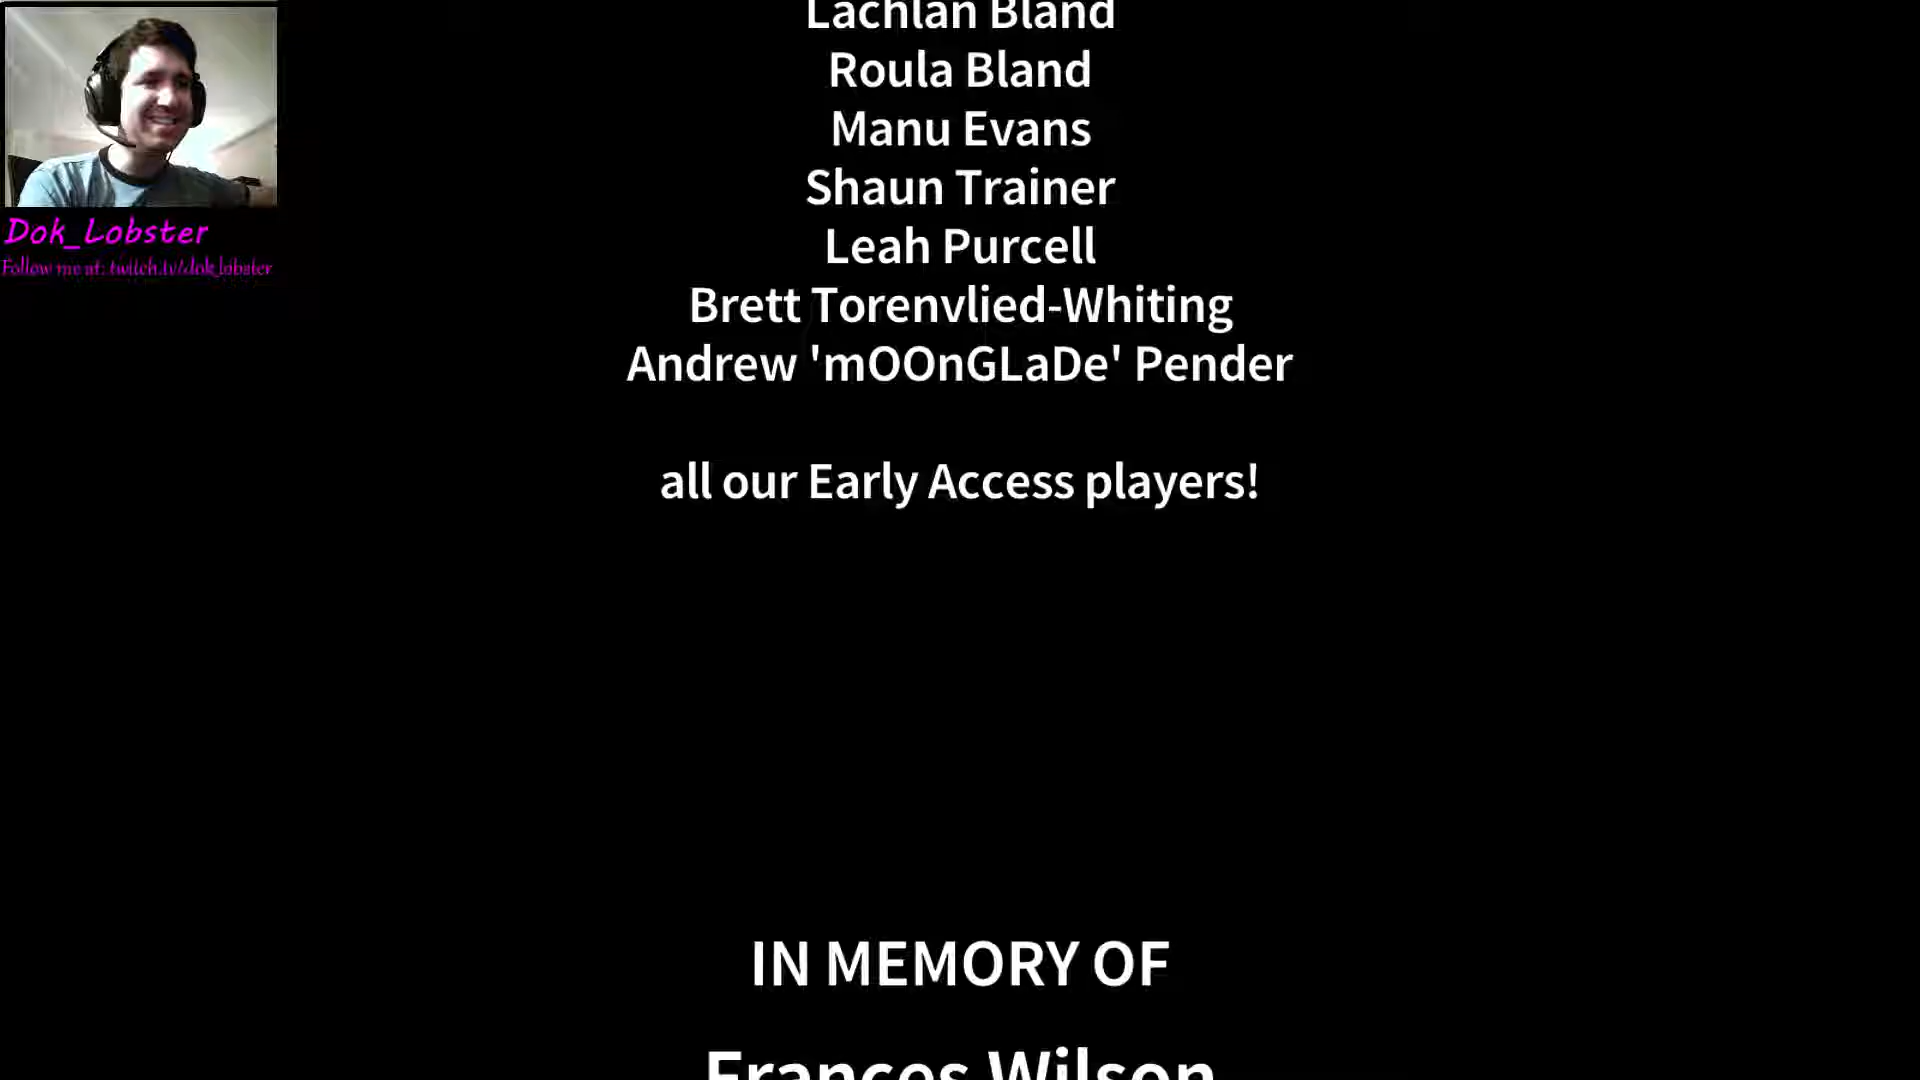 Lachlan Bland
Roula Bland
Manu Evans
Shaun Trainer
Leah Purcell
Brett Torenvlied-Whiting
Andrew 'mOOnGLaDe' Pender
all our Early Access players!
IN MEMORY OF
Frances Wilson
Dok_Lobster
Follow me at: twitch.tv/dok_lobster